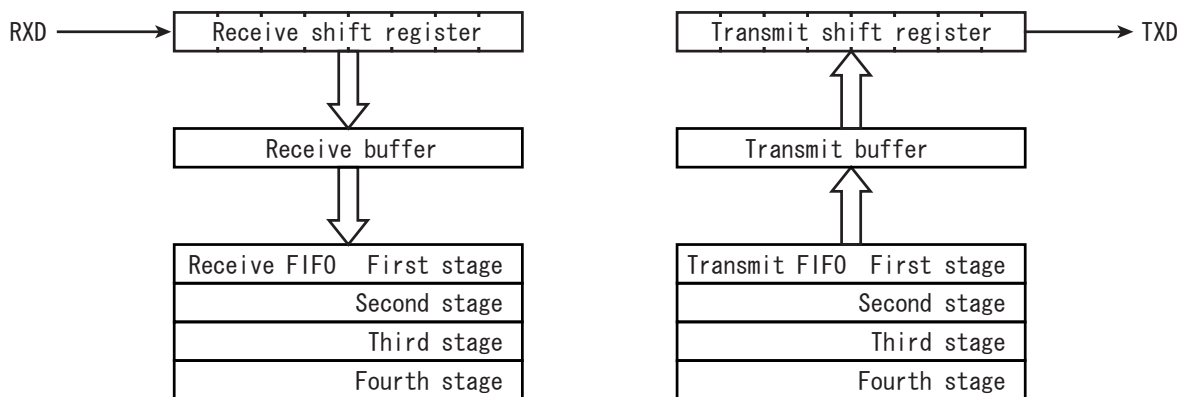 RXD
Receive shift register
Receive buffer
Receive FIFO First stage
Second stage
Third stage
Fourth stage
Transmit shift register
TXD
Transmit buffer
Transmit FIFO First stage
Second stage
Third stage
Fourth stage